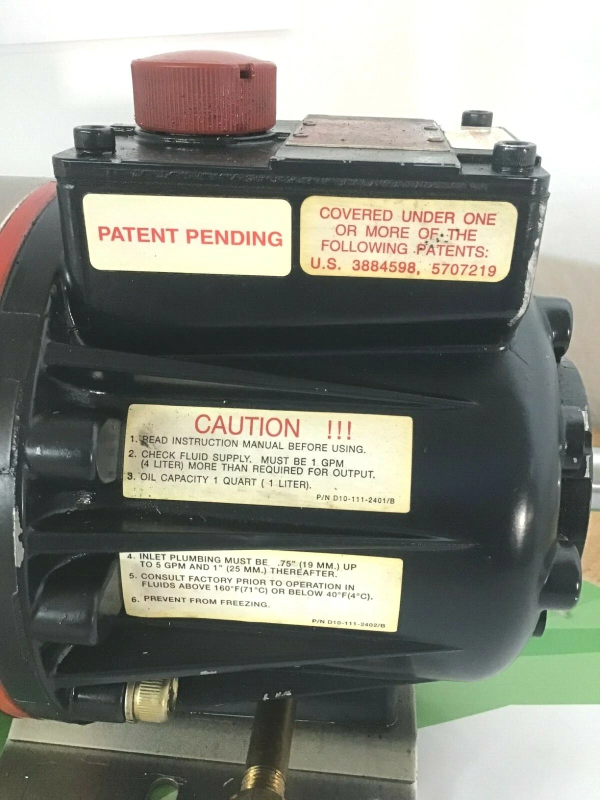 PATENT PENDING
COVERED UNDER ONE
OR MORE OF THE
FOLLOWING PATENTS:
U.S. 3884598, 5707219
CAUTION !!!
1. READ INSTRUCTION MANUAL BEFORE USING.
2. CHECK FLUID SUPPLY. MUST BE 1 GPM
(4 LITER) MORE THAN REQUIRED FOR OUTPUT.
3. OIL CAPACITY 1 QUART ( 1 LITER).
P/N D10-111-2401/B
4. INLET PLUMBING MUST BE .75" (19 MM.) UP
TO 5 GPM AND 1" (25 MM.) THEREAFTER.
5. CONSULT FACTORY PRIOR TO OPERATION IN
FLUIDS ABOVE 160°F(71°C) OR BELOW 40°F(4°C).
6. PREVENT FROM FREEZING.
P/N D10-111-2402/B